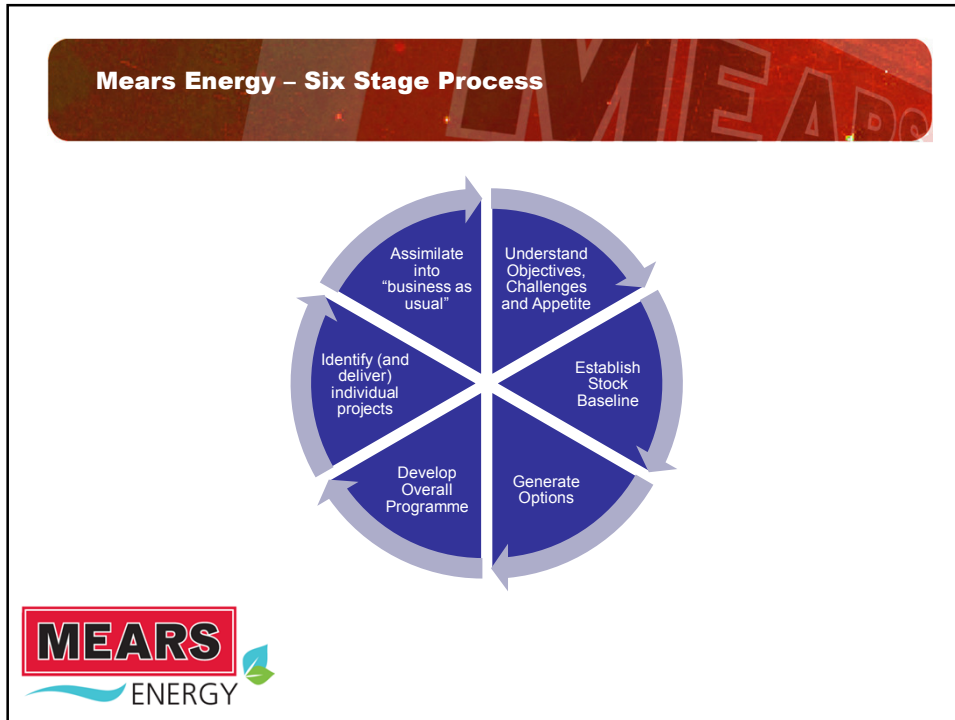 Mears Energy – Six Stage Process
MEARS
Understand
Objectives,
Challenges
and Appetite
Establish
Stock
Baseline
Generate
Options
Develop
Overall
Programme
Identify (and
deliver)
individual
projects
Assimilate
into
“business as
usual”
MEARS
ENERGY